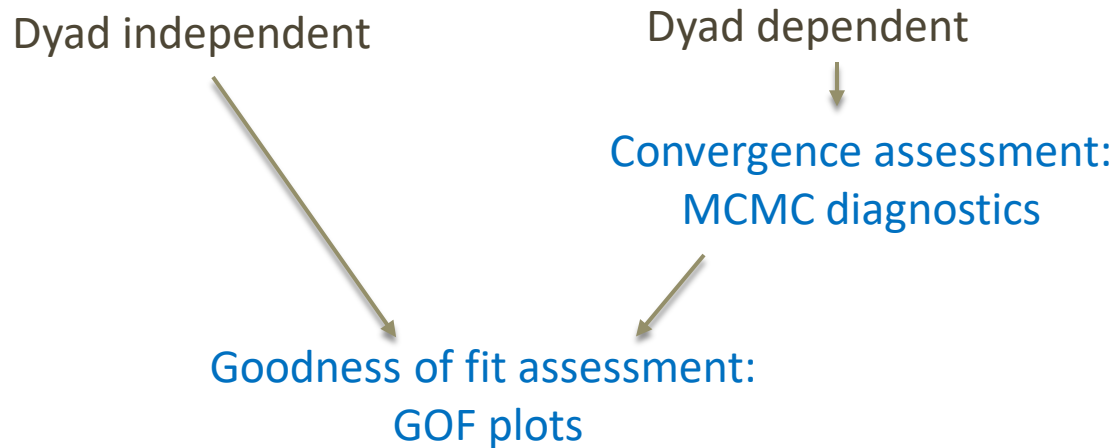 Dyad independent
Dyad dependent
Convergence assessment:
MCMC diagnostics
Goodness of fit assessment:
GOF plots